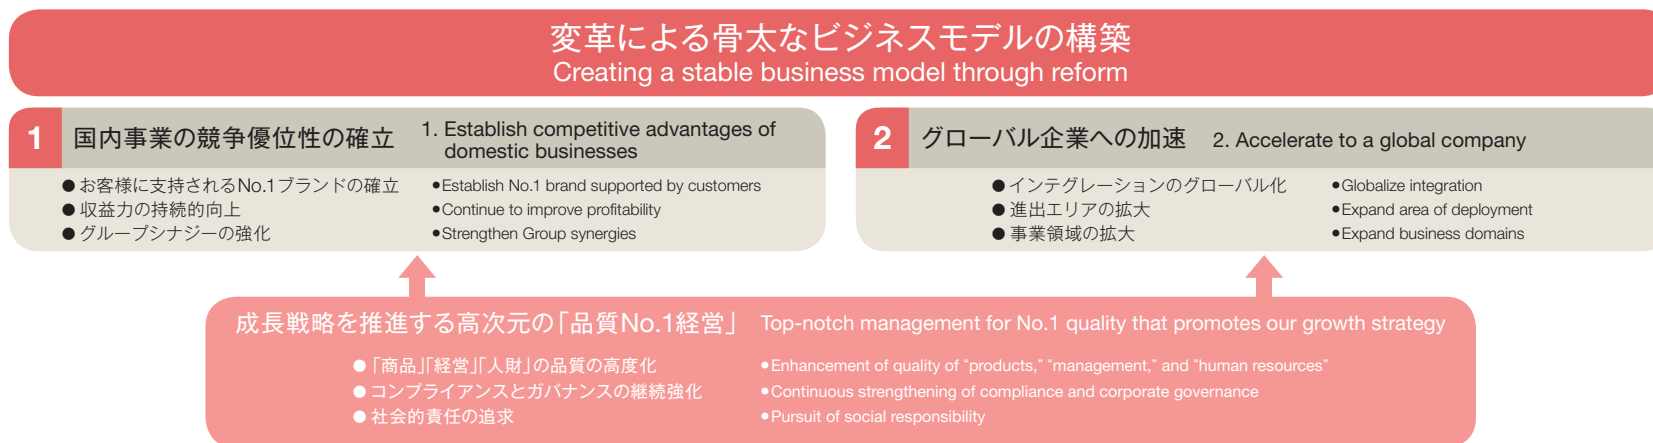 変革による骨太なビジネスモデルの構築
Creating a stable business model through reform
1 国内事業の競争優位性の確立
1. Establish competitive advantages of
domestic businesses
● お客様に支持されるNo.1ブランドの確立
● 収益力の持続的向上
● グループシナジーの強化
●Establish No.1 brand supported by customers
●Continue to improve profitability
●Strengthen Group synergies
2 グローバル企業への加速 2. Accelerate to a global company
● インテグレーションのグローバル化
● 進出エリアの拡大
● 事業領域の拡大
●Globalize integration
●Expand area of deployment
●Expand business domains
成長戦略を推進する高次元の「品質No.1経営」 Top-notch management for No.1 quality that promotes our growth strategy
● 「商品」「経営」「人財」の品質の高度化
● コンプライアンスとガバナンスの継続強化
● 社会的責任の追求
●Enhancement of quality of “products,” “management,” and “human resources”
●Continuous strengthening of compliance and corporate governance
●Pursuit of social responsibility